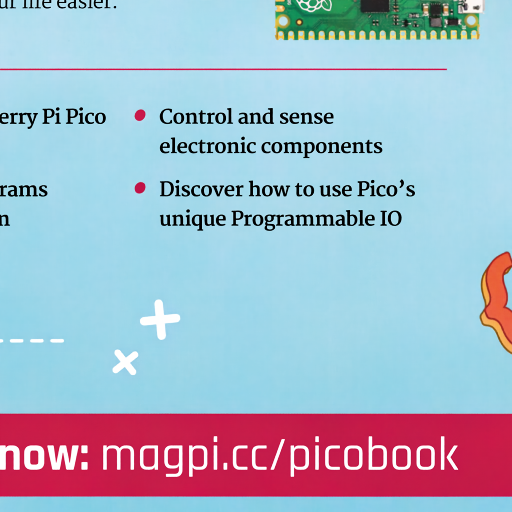 life easier.
erry Pi Pico
Control and sense
electronic components
rams
Discover how to use Pico’s
n
unique Programmable IO
now: magpi.cc/picobook